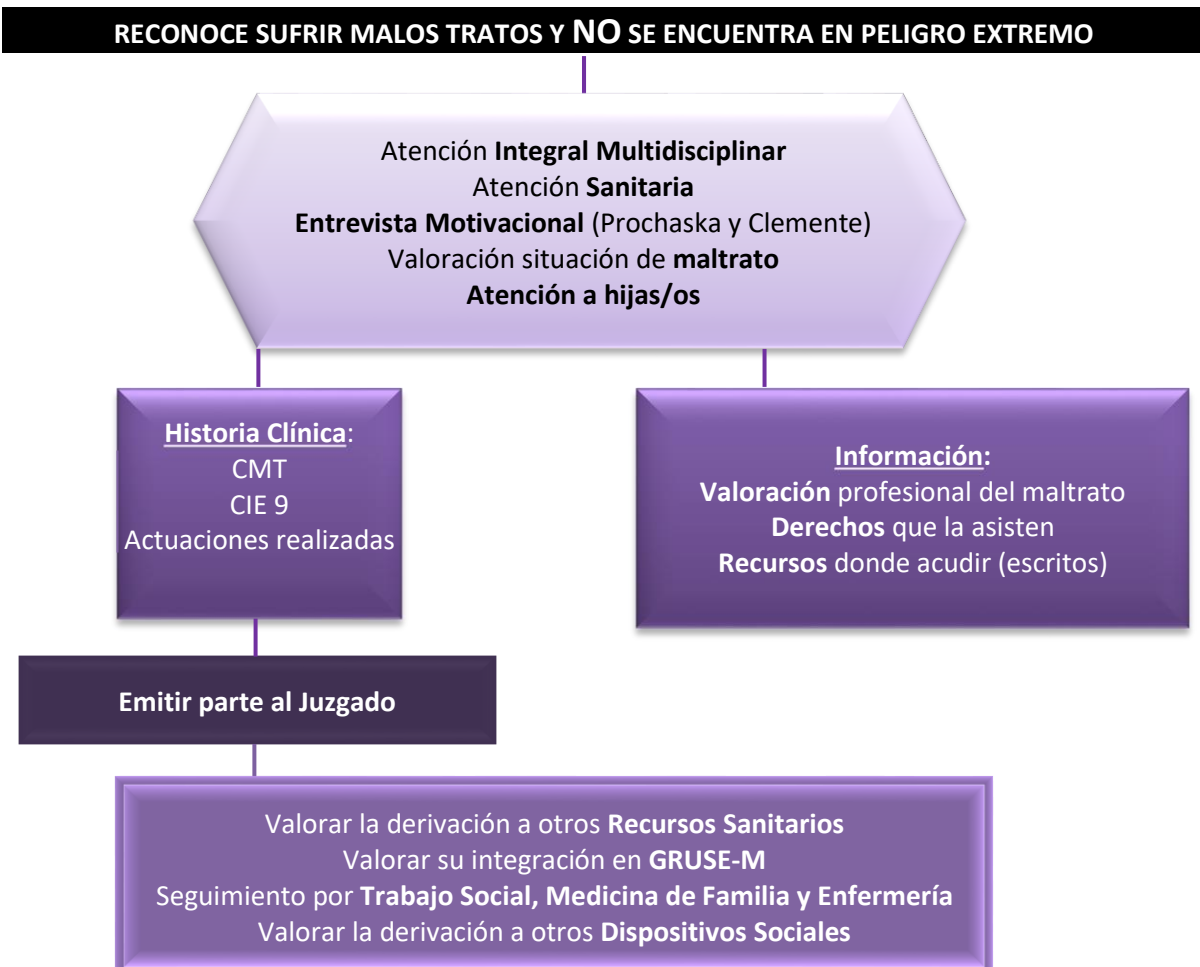 RECONOCE SUFRIR MALOS TRATOS Y NO SE ENCUENTRA EN PELIGRO EXTREMO
Atención Integral Multidisciplinar
Atención Sanitaria
Entrevista Motivacional (Prochaska y Clemente)
Valoración situación de maltrato
Atención a hijas/os
Historia Clínica:
CMT
CIE 9
Actuaciones realizadas
Información:
Valoración profesional del maltrato
Derechos que la asisten
Recursos donde acudir (escritos)
Emitir parte al Juzgado
Valorar la derivación a otros Recursos Sanitarios
Valorar su integración en GRUSE-M
Seguimiento por Trabajo Social, Medicina de Familia y Enfermería
Valorar la derivación a otros Dispositivos Sociales